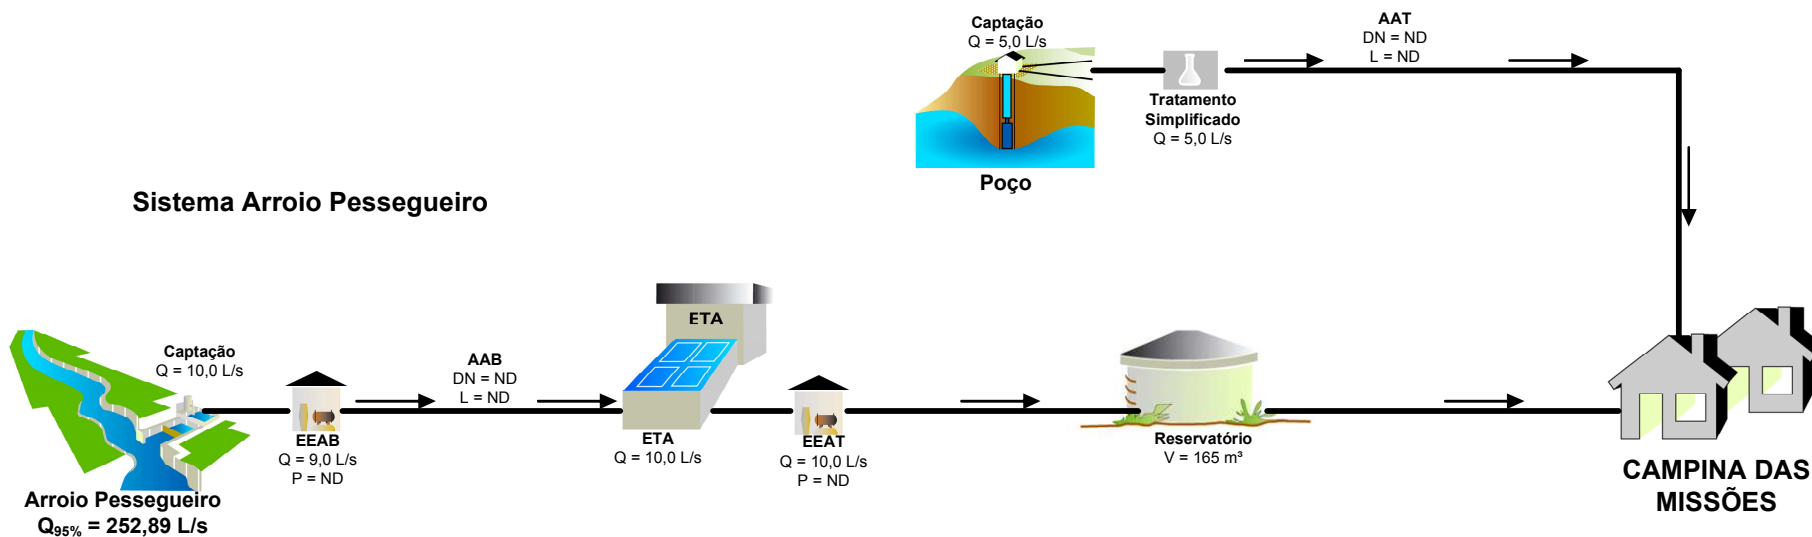 Captação
Q = 5,0 L/s
AAT
DN = ND
L = ND
Tratamento
Simplificado
Q = 5,0 L/s
Poço
Sistema Arroio Pessegueiro
Captação
Q = 10,0 L/s
AAB
DN = ND
L = ND
ETA
EEAB
Q = 9,0 L/s
P = ND
ETA
Q = 10,0 L/s
EEAT
Q = 10,0 L/s
P = ND
Reservatório
V = 165 m³
CAMPINA DAS
MISSÕES
Arroio Pessegueiro
Q95% = 252,89 L/s